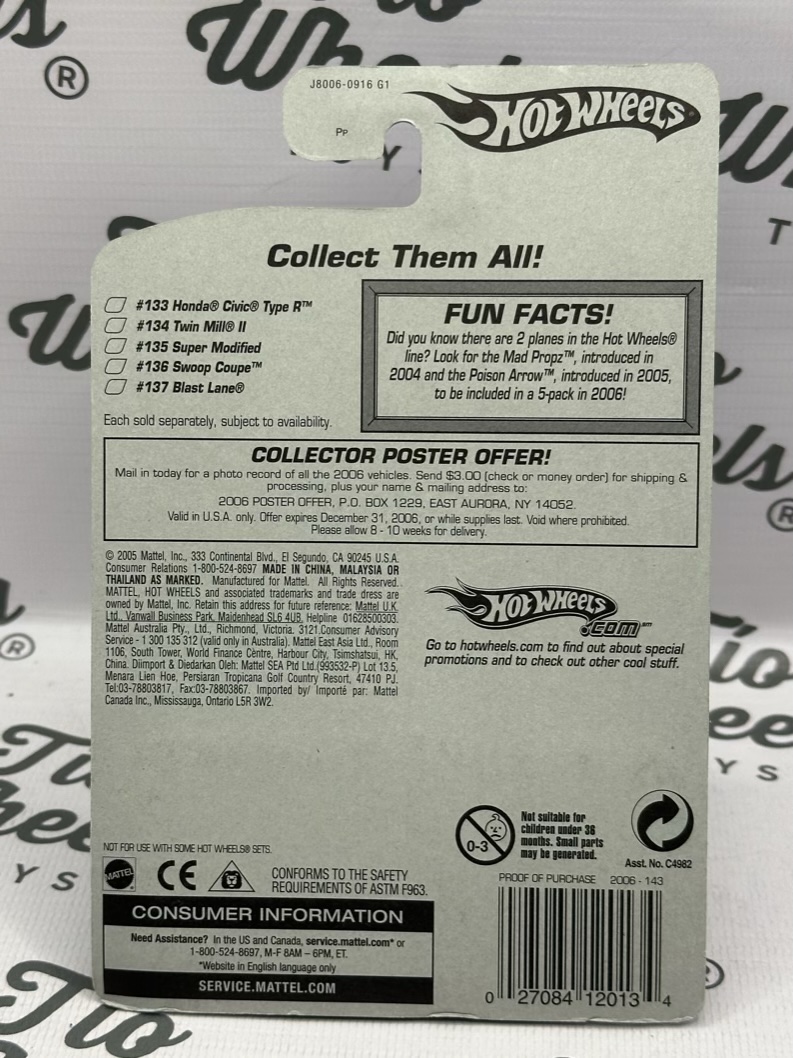 J8006-0916 G1
PP
HOT WHEELS
Collect Them All!
#133 Honda® Civic® Type R™
#134 Twin Mill® II
#135 Super Modified
#136 Swoop Coupe™
#137 Blast Lane®
Each sold separately, subject to availability.
FUN FACTS!
Did you know there are 2 planes in the Hot Wheels®
line? Look for the Mad Propz™, introduced in
2004 and the Poison Arrow™, introduced in 2005,
to be included in a 5-pack in 2006!
COLLECTOR POSTER OFFER!
Mail in today for a photo record of all the 2006 vehicles. Send $3.00 (check or money order) for shipping &
processing, plus your name & mailing address to:
2006 POSTER OFFER, P.O. BOX 1229, EAST AURORA, NY 14052.
Valid in U.S.A. only. Offer expires December 31, 2006, or while supplies last. Void where prohibited.
Please allow 8 - 10 weeks for delivery.
© 2005 Mattel, Inc., 333 Continental Blvd., El Segundo, CA 90245 U.S.A.
Consumer Relations 1-800-524-8697 MADE IN CHINA, MALAYSIA OR
THAILAND AS MARKED. Manufactured for Mattel. All Rights Reserved.
MATTEL, HOT WHEELS and associated trademarks and trade dress are
owned by Mattel, Inc. Retain this address for future reference: Mattel U.K.
Ltd., Vanwall Business Park, Maidenhead SL6 4UB. Helpline 01628500303.
Mattel Australia Pty., Ltd., Richmond, Victoria. 3121.Consumer Advisory
Service - 1 300 135 312 (valid only in Australia). Mattel East Asia Ltd., Room
1106, South Tower, World Finance Centre, Harbour City, Tsimshatsui, HK,
China. Diimport & Diedarkan Oleh: Mattel SEA Ptd Ltd.(993532-P) Lot 13.5,
Menara Lien Hoe, Persiaran Tropicana Golf Country Resort, 47410 PJ.
Tel:03-78803817, Fax:03-78803867. Imported by/ Importé par: Mattel
Canada Inc., Mississauga, Ontario L5R 3W2.
HOT WHEELS
.COM™
Go to hotwheels.com to find out about special
promotions and to check out other cool stuff.
NOT FOR USE WITH SOME HOT WHEELS® SETS.
MATTEL
CE
CONFORMS TO THE SAFETY
REQUIREMENTS OF ASTM F963.
0-3
Not suitable for
children under 36
months. Small parts
may be generated.
Asst. No. C4982
CONSUMER INFORMATION
Need Assistance? In the US and Canada, service.mattel.com* or
1-800-524-8697, M-F 8AM – 6PM, ET.
*Website in English language only
SERVICE.MATTEL.COM
PROOF OF PURCHASE 2006 - 143
0 27084 12013 4